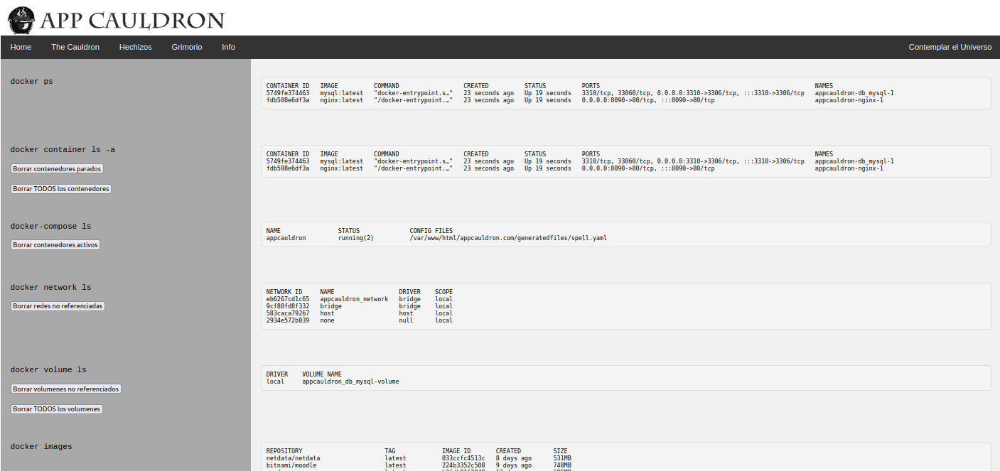 APP CAULDRON
Home The Cauldron Hechizos Grimorio Info Contemplar el Universo
docker ps
CONTAINER ID IMAGE COMMAND CREATED STATUS PORTS NAMES
5749fe374463 mysql:latest "docker-entrypoint.s…" 23 seconds ago Up 19 seconds 3310/tcp, 33060/tcp, 0.0.0.0:3310->3306/tcp, :::3310->3306/tcp appcauldron-db_mysql-1
fdb508e6df3a nginx:latest "/docker-entrypoint.…" 23 seconds ago Up 19 seconds 0.0.0.0:8090->80/tcp, :::8090->80/tcp appcauldron-nginx-1
docker container ls -a
Borrar contenedores parados
Borrar TODOS los contenedores
CONTAINER ID IMAGE COMMAND CREATED STATUS PORTS NAMES
5749fe374463 mysql:latest "docker-entrypoint.s…" 23 seconds ago Up 19 seconds 3310/tcp, 33060/tcp, 0.0.0.0:3310->3306/tcp, :::3310->3306/tcp appcauldron-db_mysql-1
fdb508e6df3a nginx:latest "/docker-entrypoint.…" 23 seconds ago Up 19 seconds 0.0.0.0:8090->80/tcp, :::8090->80/tcp appcauldron-nginx-1
docker-compose ls
Borrar contenedores activos
NAME STATUS CONFIG FILES
appcauldron running(2) /var/www/html/appcauldron.com/generatedfiles/spell.yaml
docker network ls
Borrar redes no referenciadas
NETWORK ID NAME DRIVER SCOPE
eb6267cd1c65 appcauldron_network bridge local
9cf88fd8f332 bridge bridge local
583caca79267 host host local
2934e572b039 none null local
docker volume ls
Borrar volumenes no referenciados
Borrar TODOS los volumenes
DRIVER VOLUME NAME
local appcauldron_db_mysql-volume
docker images
REPOSITORY TAG IMAGE ID CREATED SIZE
netdata/netdata latest 033ccfc4513c 8 days ago 531MB
bitnami/moodle latest 224b3352c508 9 days ago 748MB